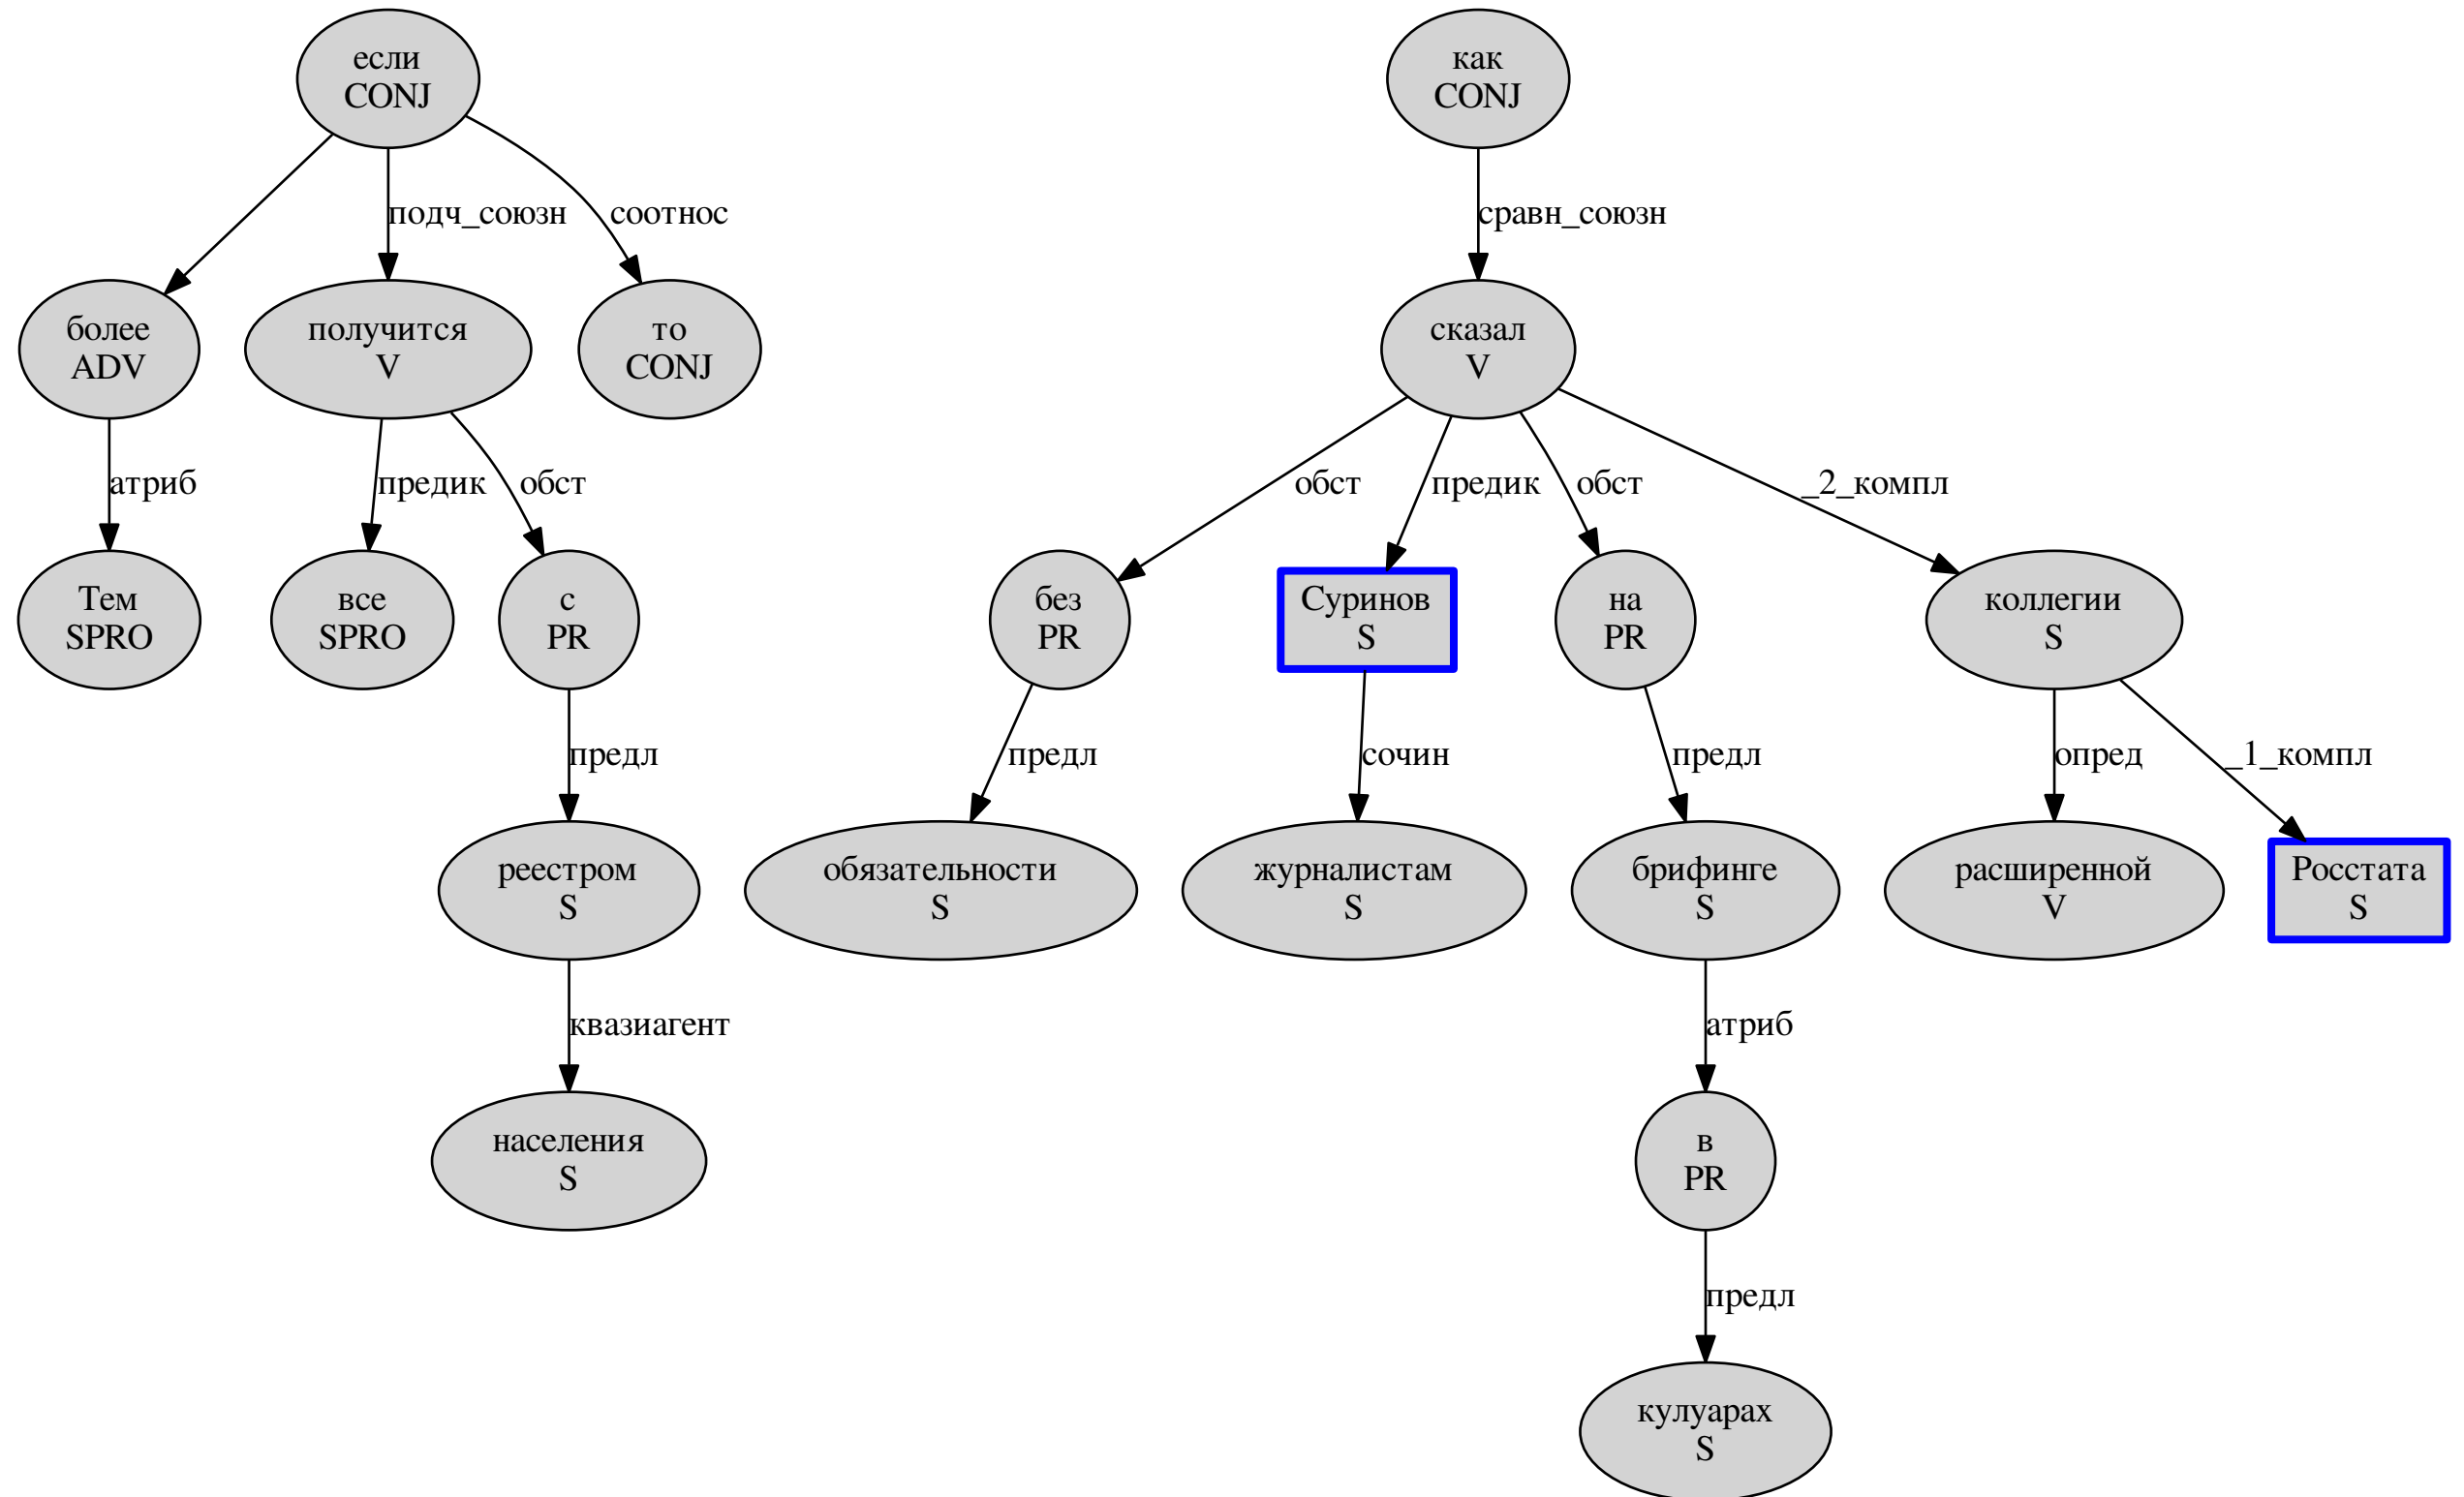 если
CONJ
как
CONJ
подч_союзн
соотнос
сравн_союзн
более
ADV
получится
V
то
CONJ
сказал
V
атриб
предик
обст
обст
предик
обст
_2_компл
Тем
SPRO
все
SPRO
с
PR
без
PR
Суринов
S
на
PR
коллегии
S
предл
предл
сочин
предл
опред
_1_компл
реестром
S
обязательности
S
журналистам
S
брифинге
S
расширенной
V
Росстата
S
квазиагент
атриб
населения
S
в
PR
предл
кулуарах
S